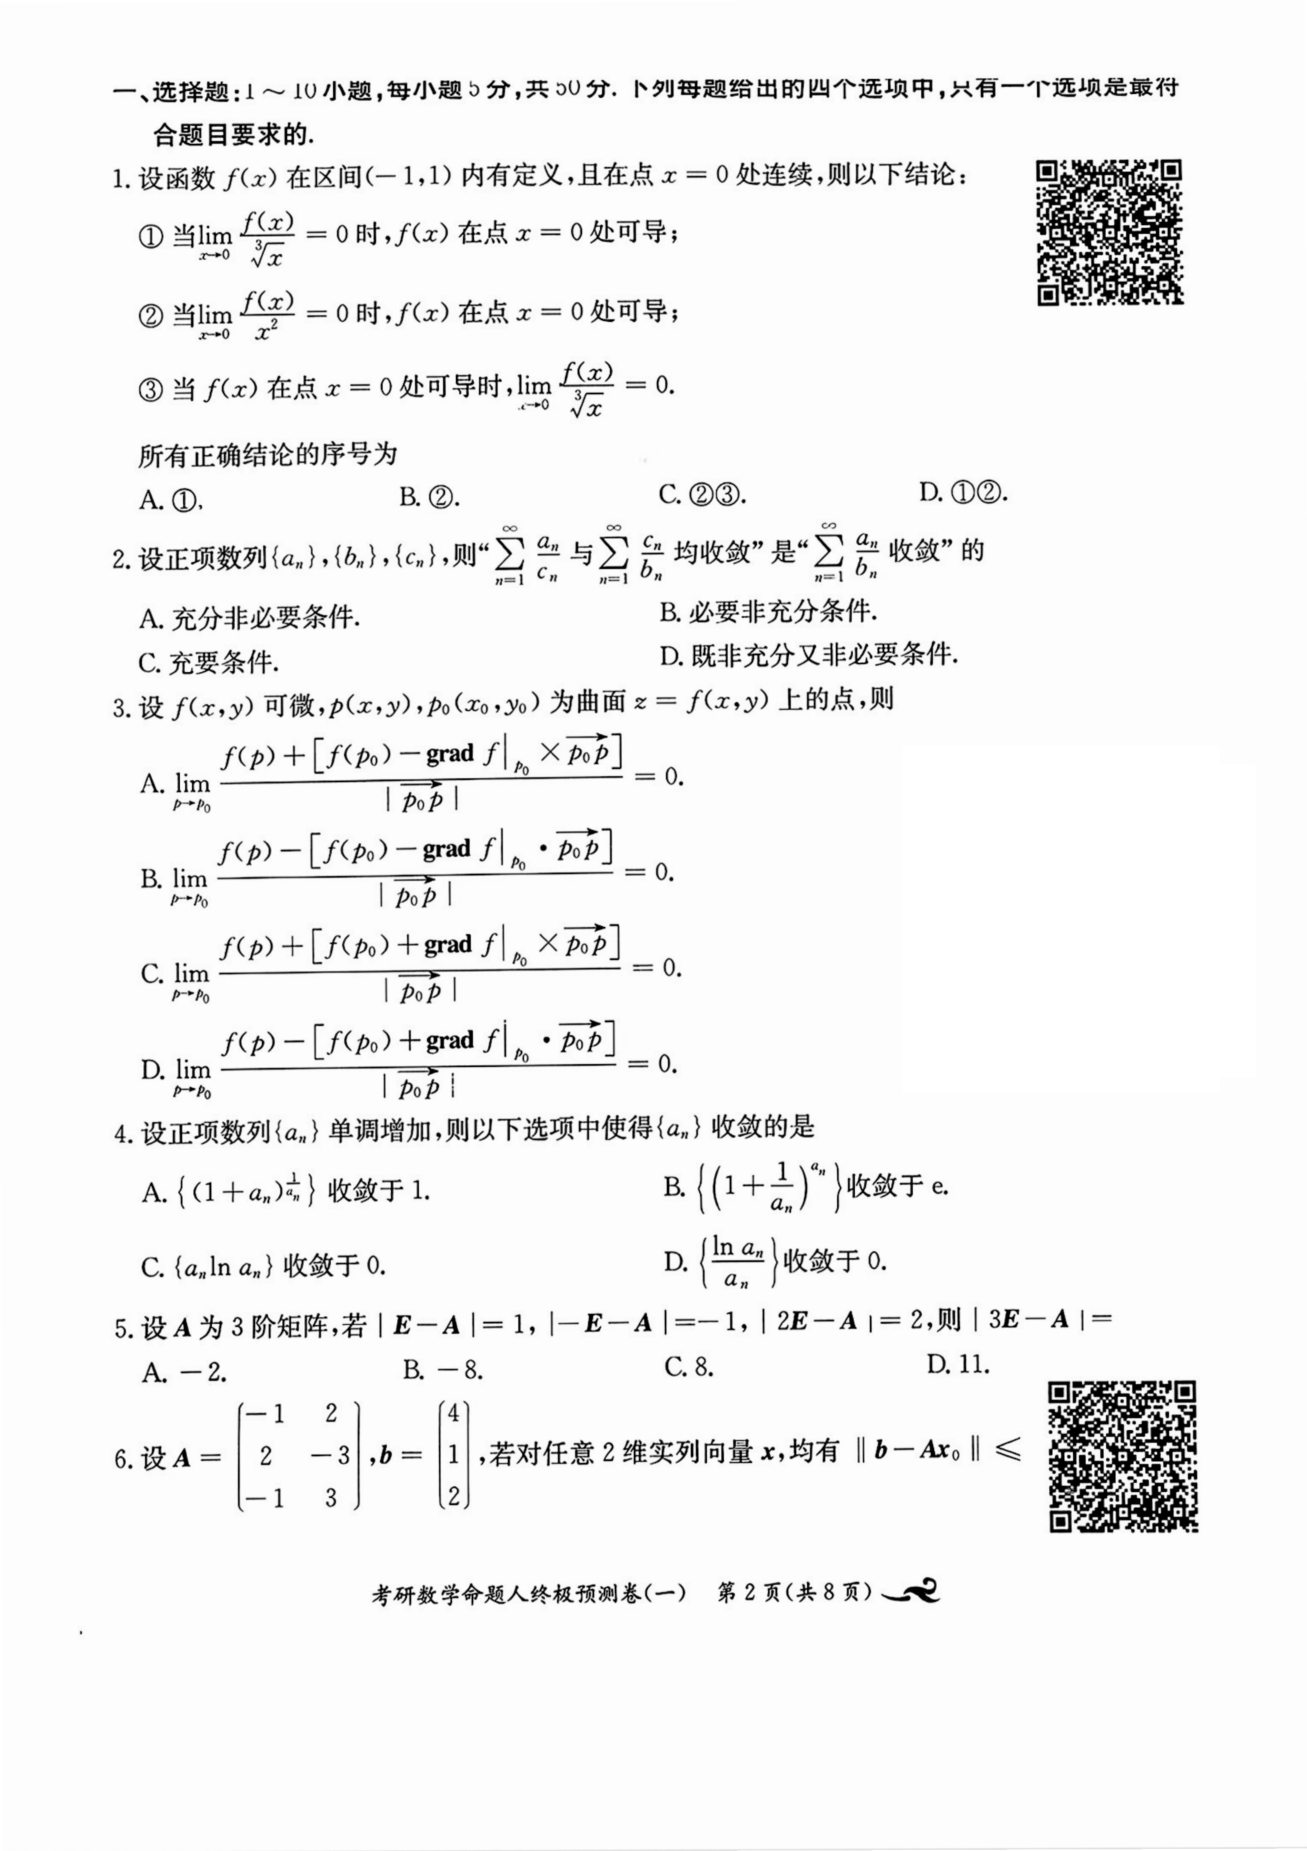 一、选择题:1～10小题,每小题5分,共50分.下列每题给出的四个选项中,只有一个选项是最符
合题目要求的.
1. 设函数 f(x) 在区间(-1,1) 内有定义,且在点 x = 0 处连续,则以下结论:
① 当lim_{x→0} f(x)/∛x = 0 时,f(x) 在点 x = 0 处可导;
② 当lim_{x→0} f(x)/x² = 0 时,f(x) 在点 x = 0 处可导;
③ 当 f(x) 在点 x = 0 处可导时,lim_{x→0} f(x)/∛x = 0.
所有正确结论的序号为
A. ①. B. ②. C. ②③. D. ①②.
2. 设正项数列{aₙ},{bₙ},{cₙ},则“∑_{n=1}^{∞} aₙ/cₙ 与 ∑_{n=1}^{∞} cₙ/bₙ 均收敛”是“∑_{n=1}^{∞} aₙ/bₙ 收敛”的
A. 充分非必要条件. B. 必要非充分条件.
C. 充要条件. D. 既非充分又非必要条件.
3. 设 f(x,y) 可微,p(x,y),p₀(x₀,y₀) 为曲面 z = f(x,y) 上的点,则
A. lim_{p→p₀} (f(p)+[f(p₀)-grad f|_{p₀} × \overrightarrow{p₀p}])/|\overrightarrow{p₀p}| = 0.
B. lim_{p→p₀} (f(p)-[f(p₀)-grad f|_{p₀} · \overrightarrow{p₀p}])/|\overrightarrow{p₀p}| = 0.
C. lim_{p→p₀} (f(p)+[f(p₀)+grad f|_{p₀} × \overrightarrow{p₀p}])/|\overrightarrow{p₀p}| = 0.
D. lim_{p→p₀} (f(p)-[f(p₀)+grad f|_{p₀} · \overrightarrow{p₀p}])/|\overrightarrow{p₀p}| = 0.
4. 设正项数列{aₙ} 单调增加,则以下选项中使得{aₙ} 收敛的是
A. {(1+aₙ)^{1/aₙ}} 收敛于 1. B. {(1+1/aₙ)^{aₙ}}收敛于 e.
C. {aₙln aₙ} 收敛于 0. D. {ln aₙ/aₙ}收敛于 0.
5. 设 A 为 3 阶矩阵,若 | E-A |= 1, |-E-A |=-1, | 2E-A |= 2,则 | 3E-A |=
A. -2. B. -8. C. 8. D. 11.
6. 设 A = (-1 2; 2 -3; -1 3),b = (4; 1; 2),若对任意 2 维实列向量 x,均有 ‖ b-Ax₀ ‖ ≤
考研数学命题人终极预测卷(一) 第 2 页(共 8 页)